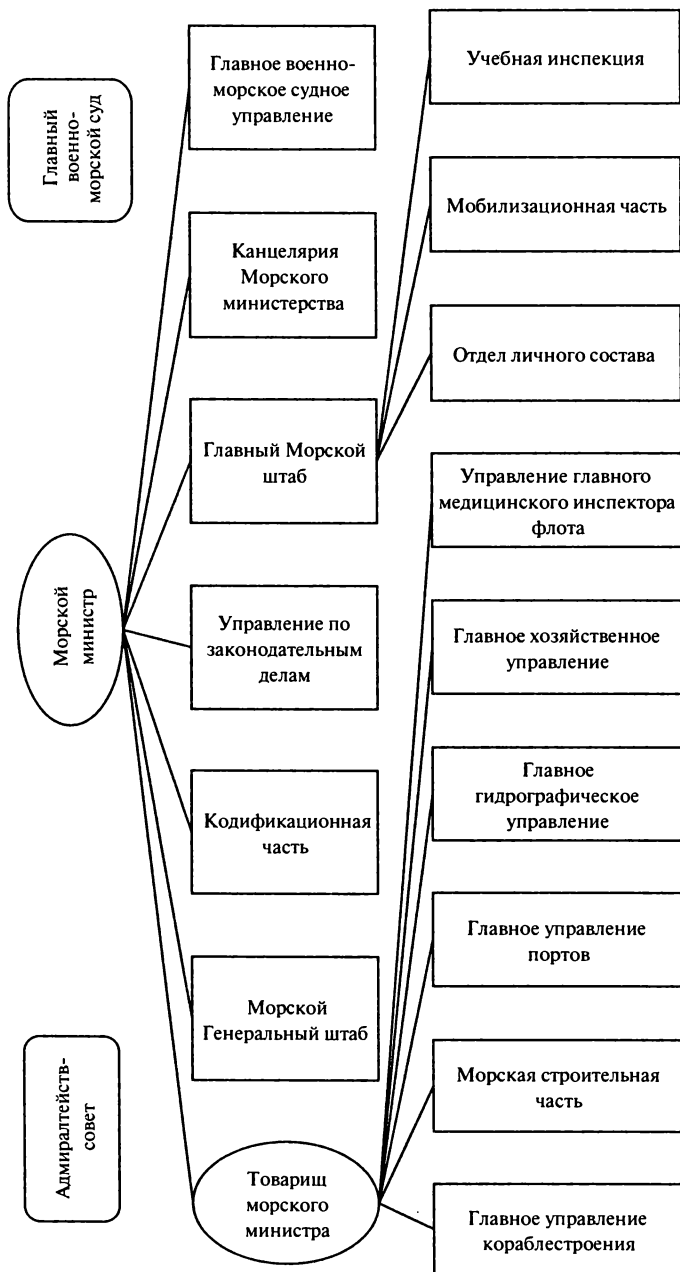 Главный
военно-
морской суд
Морской
министр
Адмиралтейств-
совет
Главное военно-
морское судное
управление
Канцелярия
Морского
министерства
Главный Морской
штаб
Управление по
законодательным
делам
Кодификационная
часть
Морской
Генеральный штаб
Товарищ
морского
министра
Учебная инспекция
Мобилизационная часть
Отдел личного состава
Управление главного
медицинского инспектора
флота
Главное хозяйственное
управление
Главное
гидрографическое
управление
Главное управление
портов
Морская строительная
часть
Главное управление
кораблестроения